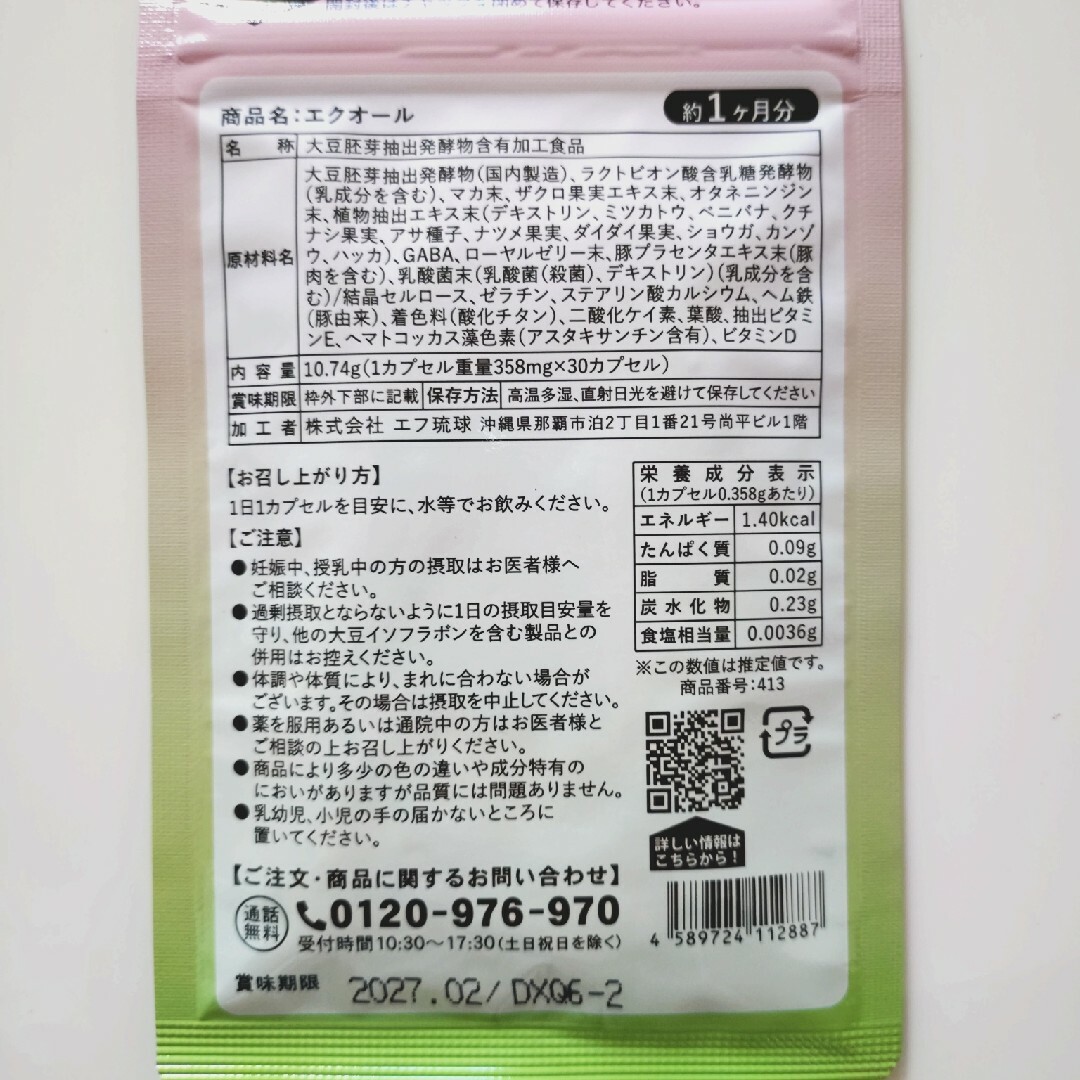 開封後はチャックを閉めて保存してください。
商品名:エクオール
約1ヶ月分
名 称 大豆胚芽抽出発酵物含有加工食品
原材料名
大豆胚芽抽出発酵物(国内製造)、ラクトビオン酸含有乳糖発酵物
(乳成分を含む)、マカ末、ザクロ果実エキス末、オタネニンジン
末、植物抽出エキス末(デキストリン、ミツカトウ、ベニバナ、クチ
ナシ果実、アサ種子、ナツメ果実、ダイダイ果実、ショウガ、カンゾ
ウ、ハッカ)、GABA、ローヤルゼリー末、豚プラセンタエキス末(豚
肉を含む)、乳酸菌末(乳酸菌(殺菌)、デキストリン)(乳成分を含
む)/結晶セルロース、ゼラチン、ステアリン酸カルシウム、ヘム鉄
(豚由来)、着色料(酸化チタン)、二酸化ケイ素、葉酸、抽出ビタミ
ンE、ヘマトコッカス藻色素(アスタキサンチン含有)、ビタミンD
内容量 10.74g(1カプセル重量358mg×30カプセル)
賞味期限 枠外下部に記載 保存方法 高温多湿、直射日光を避けて保存してください
加工者 株式会社 エフ琉球 沖縄県那覇市泊2丁目1番21号尚平ビル1階
【お召し上がり方】
1日1カプセルを目安に、水等でお飲みください。
【ご注意】
●妊娠中、授乳中の方の摂取はお医者様へ
ご相談ください。
●過剰摂取とならないように1日の摂取目安量を
守り、他の大豆イソフラボンを含む製品との
併用はお控えください。
●体調や体質により、まれに合わない場合が
ございます。その場合は摂取を中止してください。
●薬を服用あるいは通院中の方はお医者様と
ご相談の上お召し上がりください。
●商品により多少の色の違いや成分特有の
においがありますが品質には問題ありません。
●乳幼児、小児の手の届かないところに
置いてください。
栄養成分表示
(1カプセル0.358gあたり)
エネルギー 1.40kcal
たんぱく質 0.09g
脂質 0.02g
炭水化物 0.23g
食塩相当量 0.0036g
※この数値は推定値です。
商品番号:413
プラ
詳しい情報は
こちらから!
【ご注文・商品に関するお問い合わせ】
通話
無料
0120-976-970
受付時間10:30〜17:30(土日祝日を除く)
4 589724 112887
賞味期限 2027.02/DXQ6-2